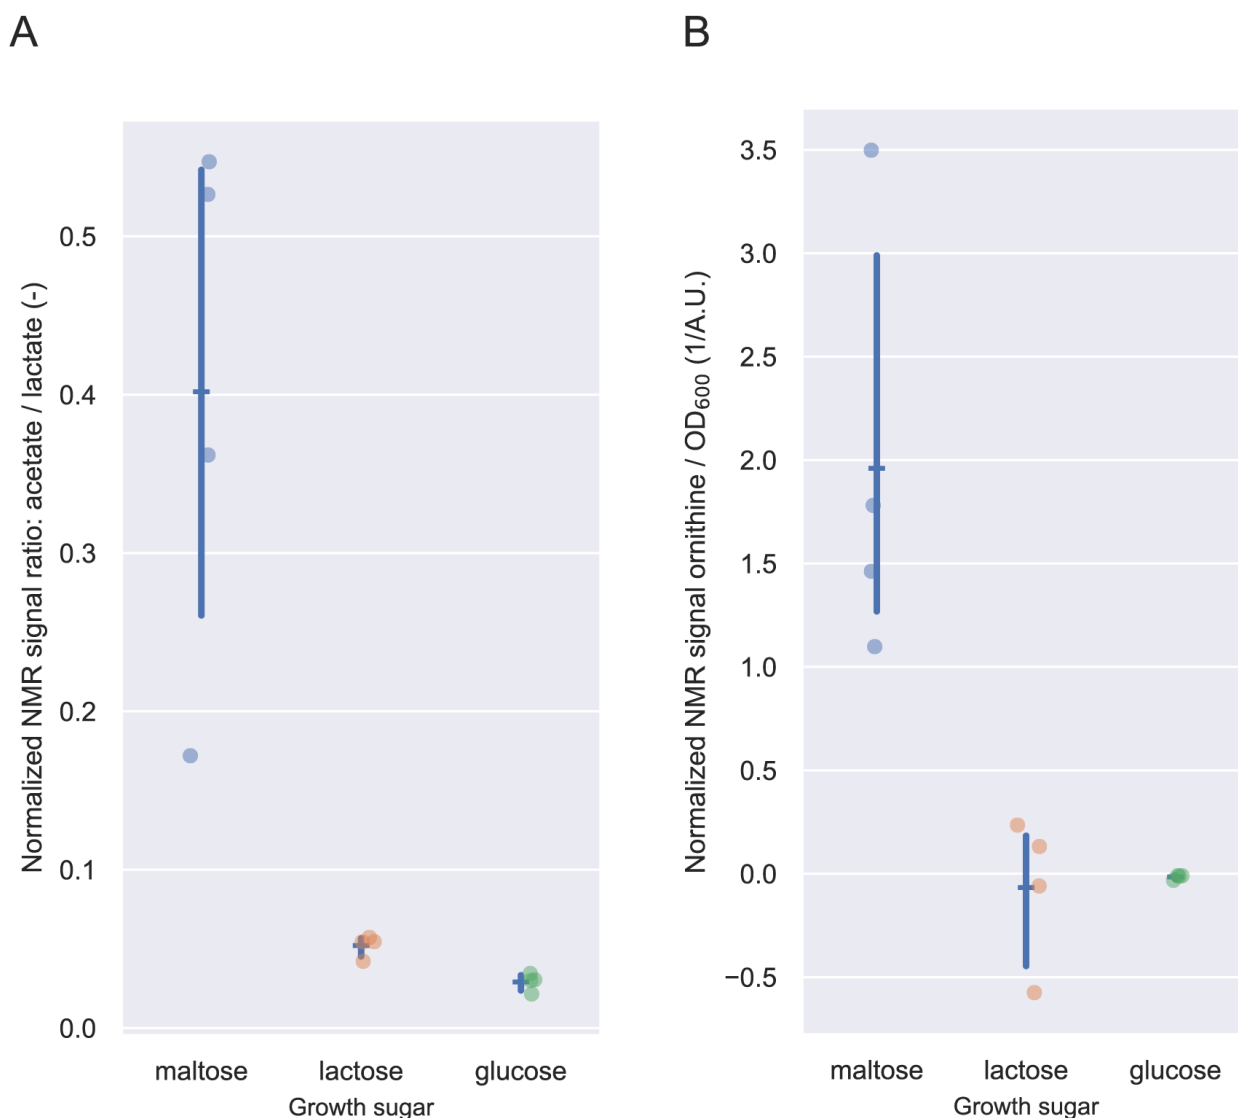 A
Normalized NMR signal ratio: acetate / lactate (-)
0.5
0.4
0.3
0.2
0.1
0.0
maltose
lactose
glucose
Growth sugar
B
Normalized NMR signal ornithine / OD₆₀₀ (1/A.U.)
3.5
3.0
2.5
2.0
1.5
1.0
0.5
0.0
−0.5
maltose
lactose
glucose
Growth sugar